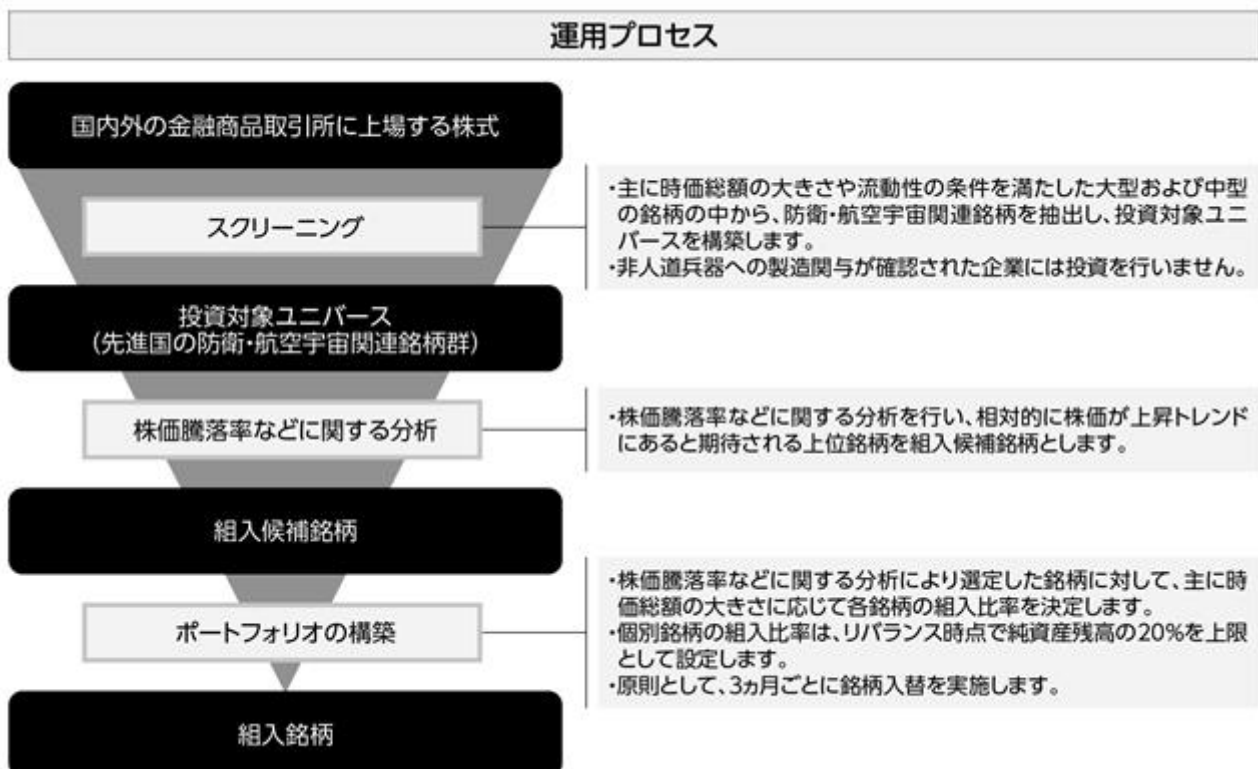 運用プロセス
国内外の金融商品取引所に上場する株式
スクリーニング
・主に時価総額の大きさや流動性の条件を満たした大型および中型
の銘柄の中から、防衛・航空宇宙関連銘柄を抽出し、投資対象ユニ
バースを構築します。
・非人道兵器への製造関与が確認された企業には投資を行いません。
投資対象ユニバース
(先進国の防衛・航空宇宙関連銘柄群)
株価騰落率などに関する分析
・株価騰落率などに関する分析を行い、相対的に株価が上昇トレンド
にあると期待される上位銘柄を組入候補銘柄とします。
組入候補銘柄
ポートフォリオの構築
・株価騰落率などに関する分析により選定した銘柄に対して、主に時
価総額の大きさに応じて各銘柄の組入比率を決定します。
・個別銘柄の組入比率は、リバランス時点で純資産残高の20%を上限
として設定します。
・原則として、3ヵ月ごとに銘柄入替を実施します。
組入銘柄